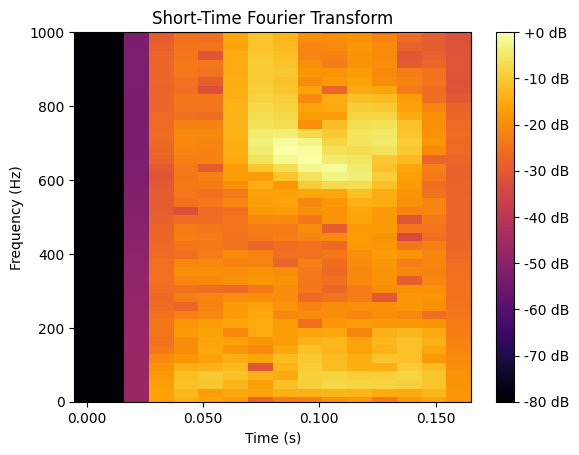 Short-Time Fourier Transform
Frequency (Hz)
1000
800
600
400
200
0
0.000
0.050
0.100
0.150
Time (s)
+0 dB
-10 dB
-20 dB
-30 dB
-40 dB
-50 dB
-60 dB
-70 dB
-80 dB